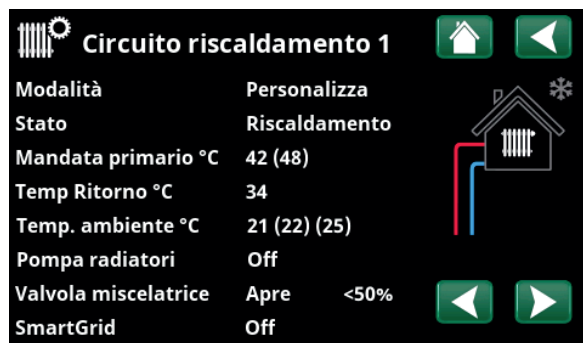 Circuito riscaldamento 1
Modalità Personalizza
Stato Riscaldamento
Mandata primario °C 42 (48)
Temp Ritorno °C 34
Temp. ambiente °C 21 (22) (25)
Pompa radiatori Off
Valvola miscelatrice Apre <50%
SmartGrid Off